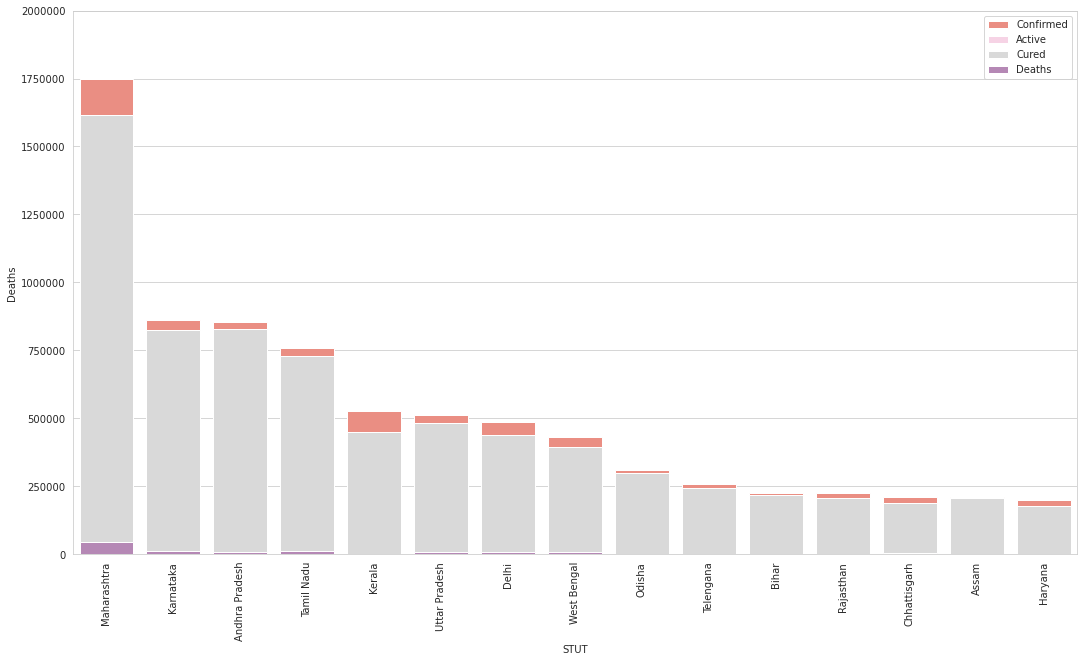 2000000
1750000
1500000
1250000
1000000
750000
500000
250000
0
Deaths
Confirmed
Active
Cured
Deaths
Maharashtra
Karnataka
Andhra Pradesh
Tamil Nadu
Kerala
Uttar Pradesh
Delhi
West Bengal
Odisha
Telengana
Bihar
Rajasthan
Chhattisgarh
Assam
Haryana
STUT